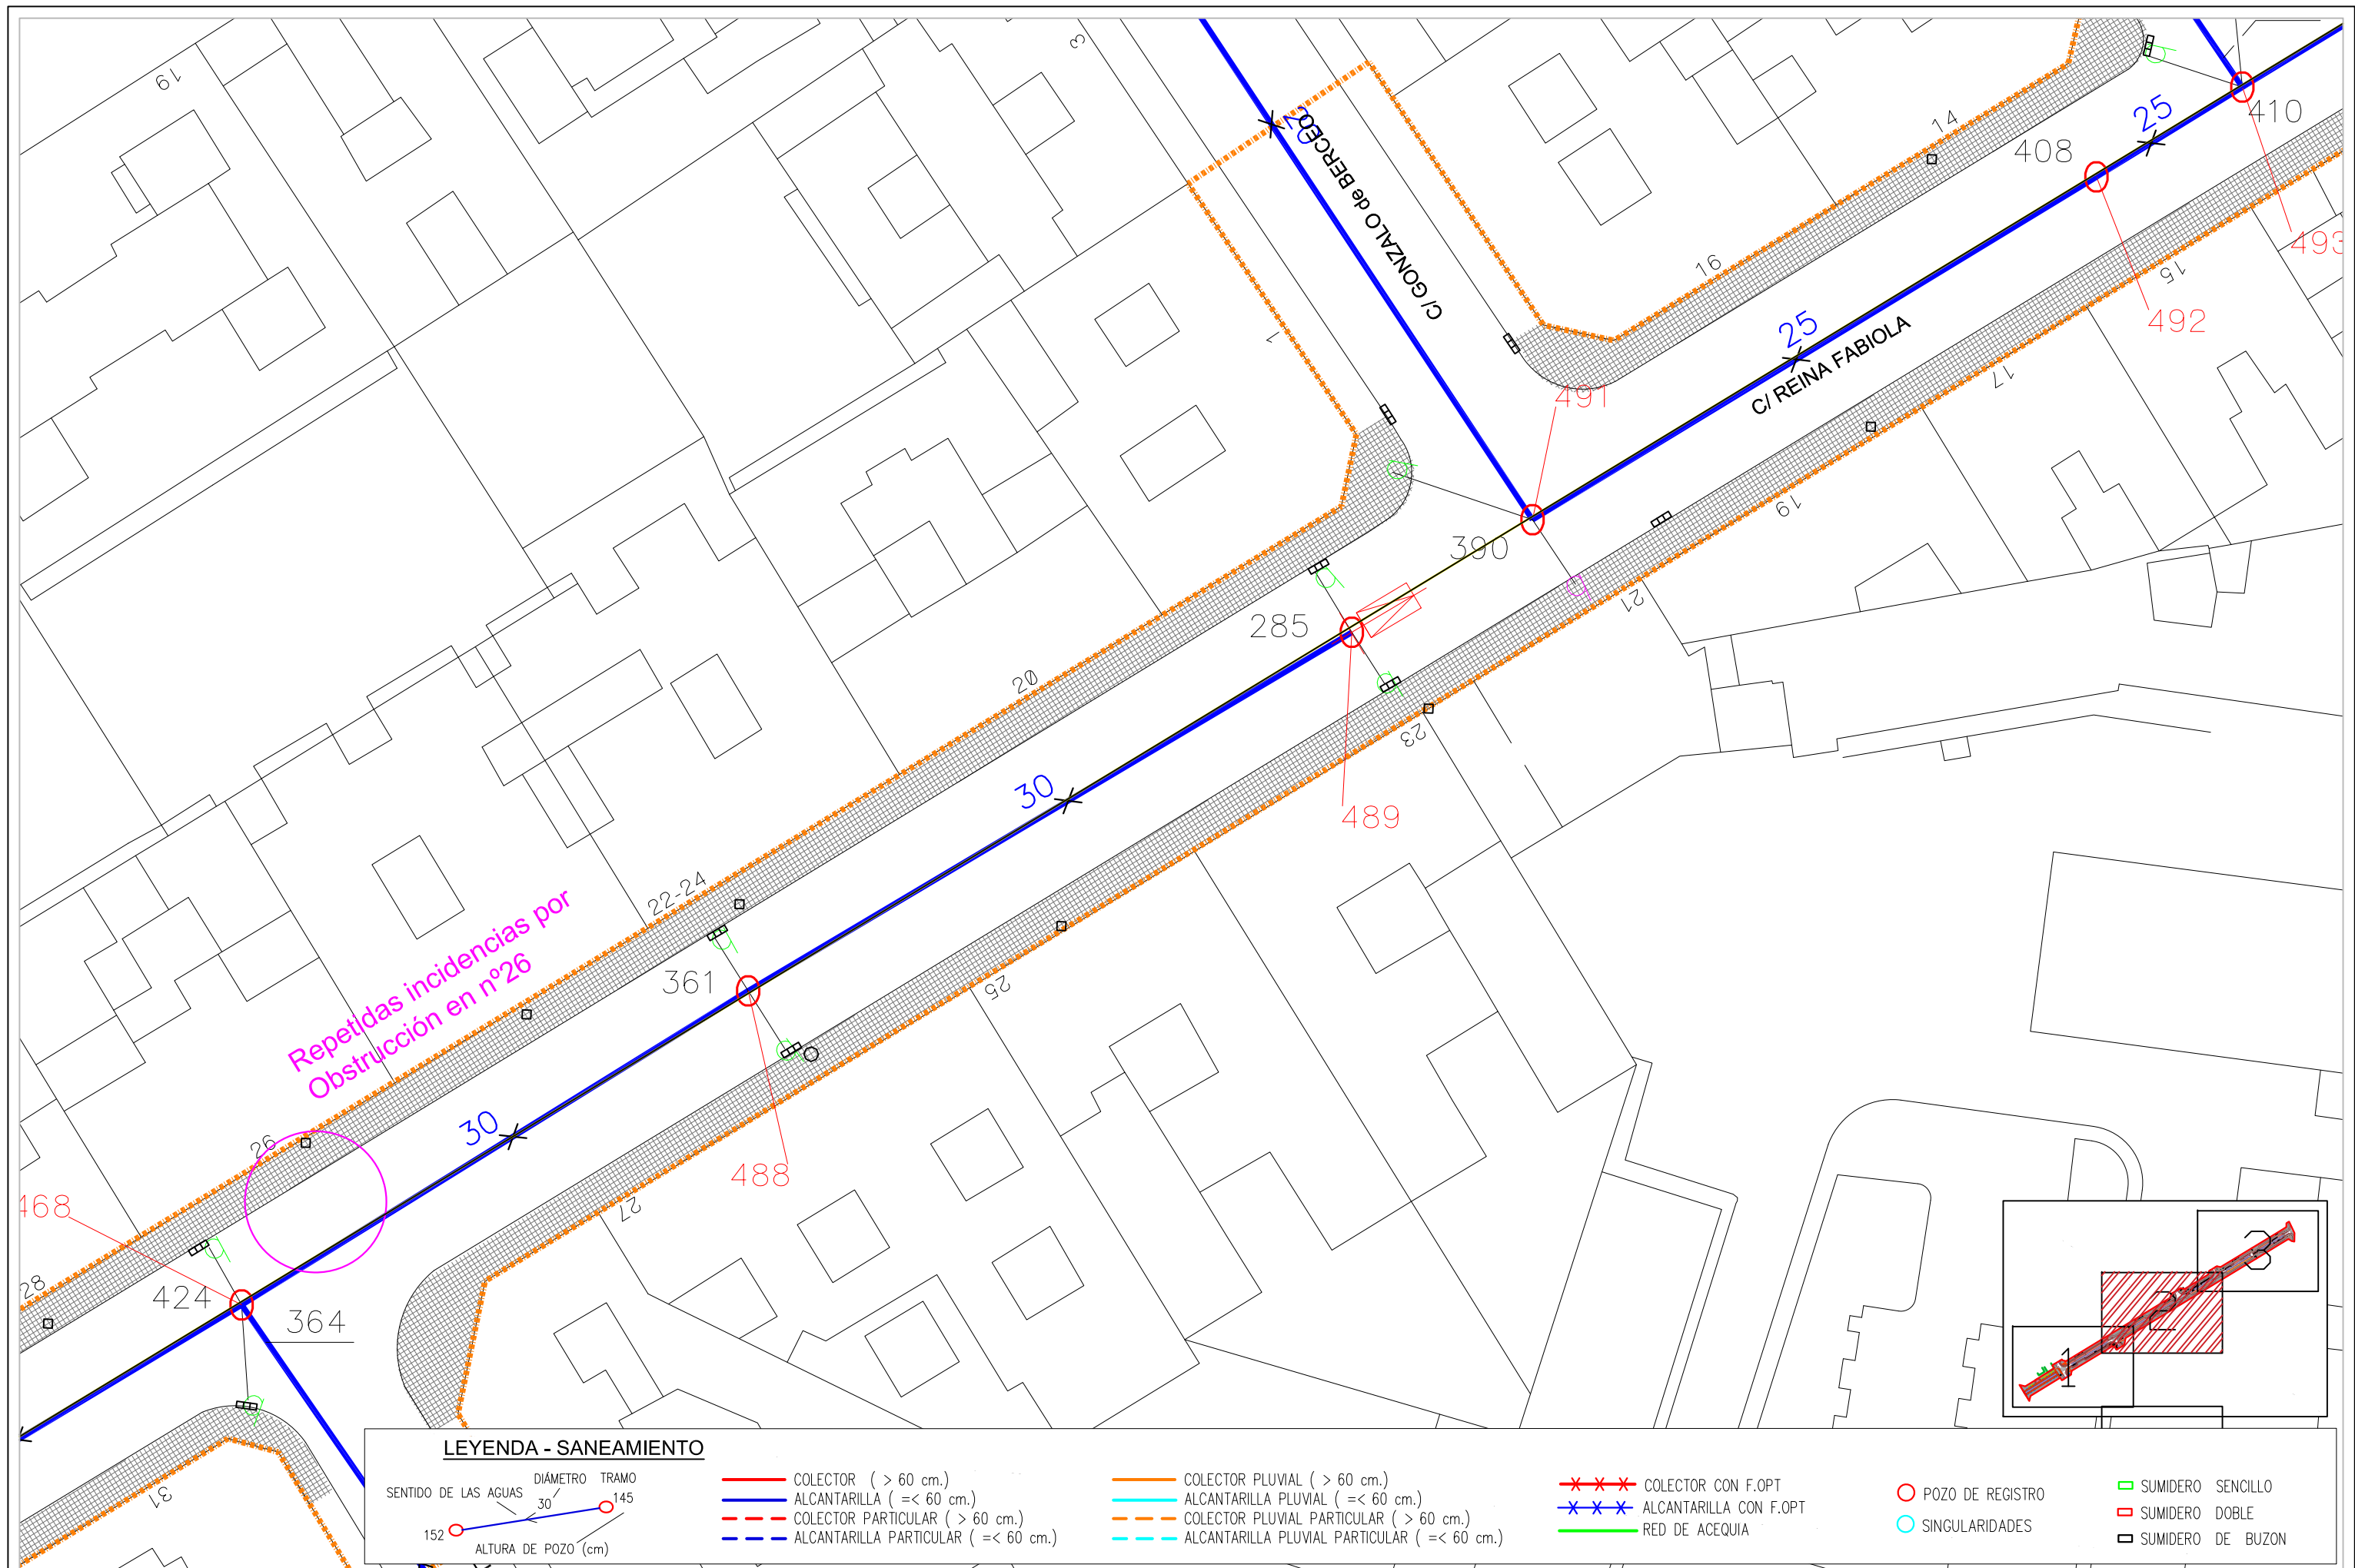 19
3
20
C/ GONZALO de BERCEO
14
408
25
410
493
16
15
492
25
C/ REINA FABIOLA
17
1
491
19
390
21
285
20
23
30
489
22-24
Repetidas incidencias por
Obstrucción en nº26
361
25
30
488
26
27
468
28
424
364
31
3
2
1
LEYENDA - SANEAMIENTO
SENTIDO DE LAS AGUAS
DIÁMETRO
TRAMO
30
145
152
ALTURA DE POZO (cm)
COLECTOR ( > 60 cm.)
ALCANTARILLA ( =< 60 cm.)
COLECTOR PARTICULAR ( > 60 cm.)
ALCANTARILLA PARTICULAR ( =< 60 cm.)
COLECTOR PLUVIAL ( > 60 cm.)
ALCANTARILLA PLUVIAL ( =< 60 cm.)
COLECTOR PLUVIAL PARTICULAR ( > 60 cm.)
ALCANTARILLA PLUVIAL PARTICULAR ( =< 60 cm.)
COLECTOR CON F.OPT
ALCANTARILLA CON F.OPT
RED DE ACEQUIA
POZO DE REGISTRO
SINGULARIDADES
SUMIDERO SENCILLO
SUMIDERO DOBLE
SUMIDERO DE BUZON